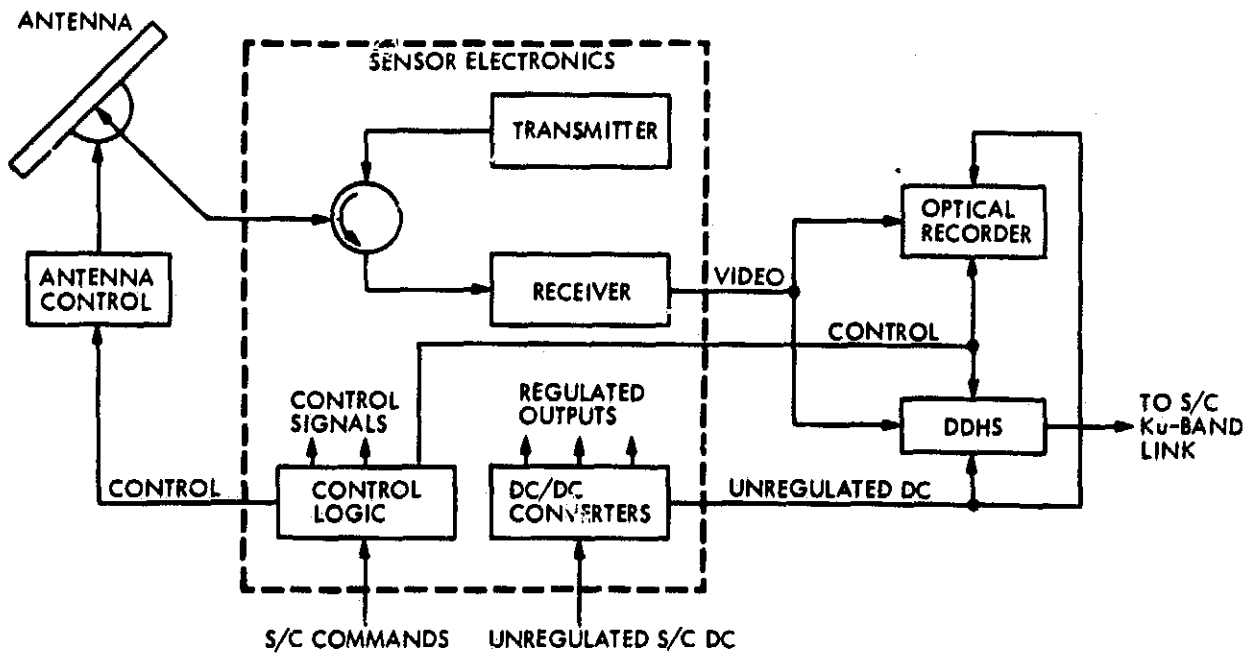 ANTENNA
SENSOR ELECTRONICS
TRANSMITTER
OPTICAL
RECORDER
ANTENNA
CONTROL
RECEIVER
VIDEO
CONTROL
CONTROL
SIGNALS
REGULATED
OUTPUTS
DDHS
TO S/C
Ku-BAND
LINK
CONTROL
CONTROL
LOGIC
DC/DC
CONVERTERS
UNREGULATED DC
S/C COMMANDS
UNREGULATED S/C DC